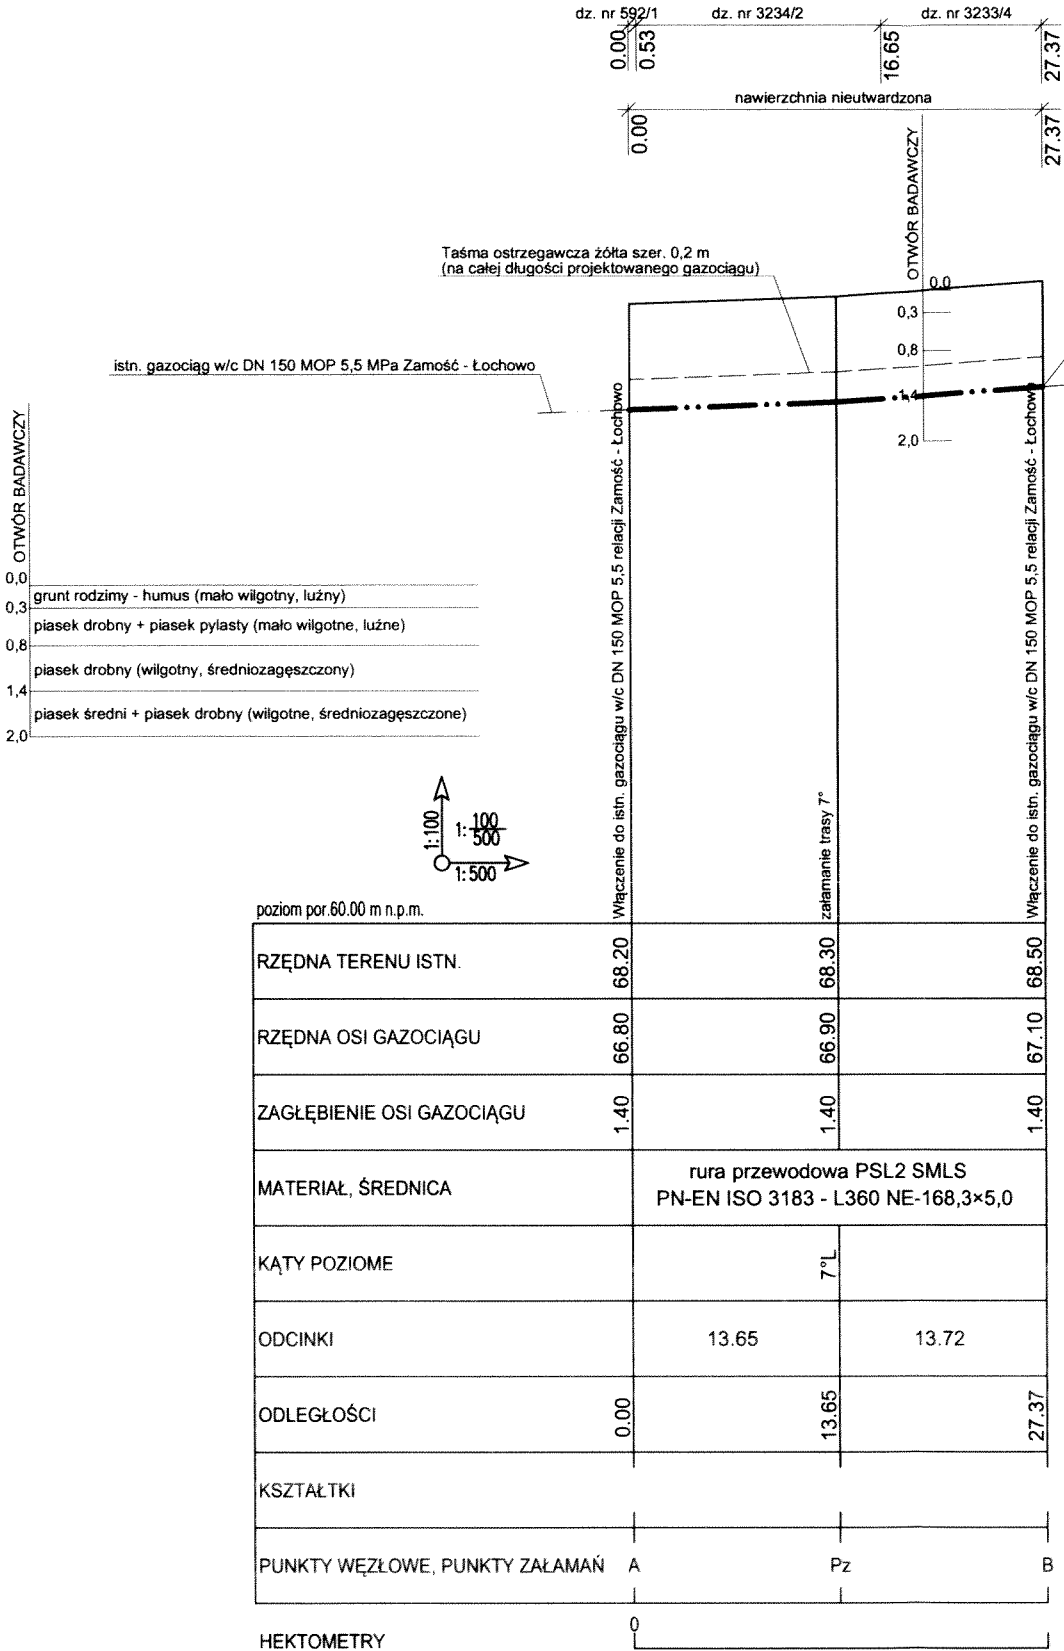 dz. nr 592/1
dz. nr 3234/2
dz. nr 3233/4
0.00
0.53
16.65
27.37
nawierzchnia nieutwardzona
0.00
27.37
OTWÓR BADAWCZY
Taśma ostrzegawcza żółta szer. 0,2 m
(na całej długości projektowanego gazociągu)
0,0
0,3
0,8
1,4
2,0
istn. gazociąg w/c DN 150 MOP 5,5 MPa Zamość - Łochowo
OTWÓR BADAWCZY
0,0
grunt rodzimy - humus (mało wilgotny, luźny)
0,3
piasek drobny + piasek pylasty (mało wilgotne, luźne)
0,8
piasek drobny (wilgotny, średniozagęszczony)
1,4
piasek średni + piasek drobny (wilgotne, średniozagęszczone)
2,0
Włączenie do istn. gazociągu w/c DN 150 MOP 5,5 relacji Zamość - Łochowo
załamanie trasy 7°
Włączenie do istn. gazociągu w/c DN 150 MOP 5,5 relacji Zamość - Łochowo
1:100
1:100/500
1:500
poziom por.60.00 m n.p.m.
RZĘDNA TERENU ISTN. 68.20 68.30 68.50
RZĘDNA OSI GAZOCIĄGU 66.80 66.90 67.10
ZAGŁĘBIENIE OSI GAZOCIĄGU 1.40 1.40 1.40
MATERIAŁ, ŚREDNICA
rura przewodowa PSL2 SMLS
PN-EN ISO 3183 - L360 NE-168,3×5,0
KĄTY POZIOME 7°L
ODCINKI 13.65 13.72
ODLEGŁOŚCI 0.00 13.65 27.37
KSZTAŁTKI
PUNKTY WĘZŁOWE, PUNKTY ZAŁAMAŃ A Pz B
HEKTOMETRY 0